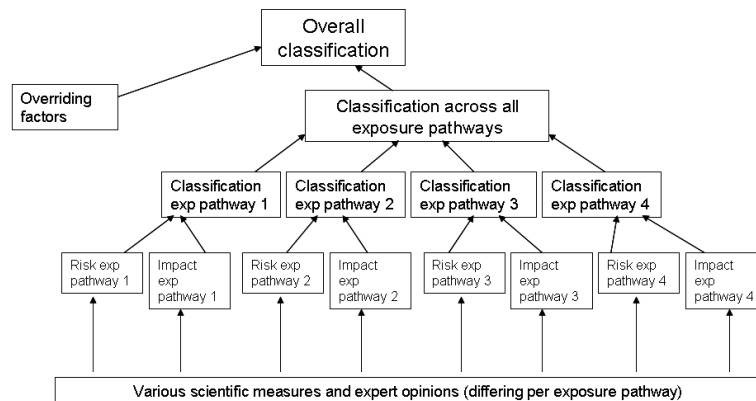 Overall
classification
Overriding
factors
Classification across all
exposure pathways
Classification
exp pathway 1
Classification
exp pathway 2
Classification
exp pathway 3
Classification
exp pathway 4
Risk exp
pathway 1
Impact
exp
pathway 1
Risk exp
pathway 2
Impact
exp
pathway 2
Risk exp
pathway 3
Impact
exp
pathway 3
Risk exp
pathway 4
Impact
exp
pathway 4
Various scientific measures and expert opinions (differing per exposure pathway)